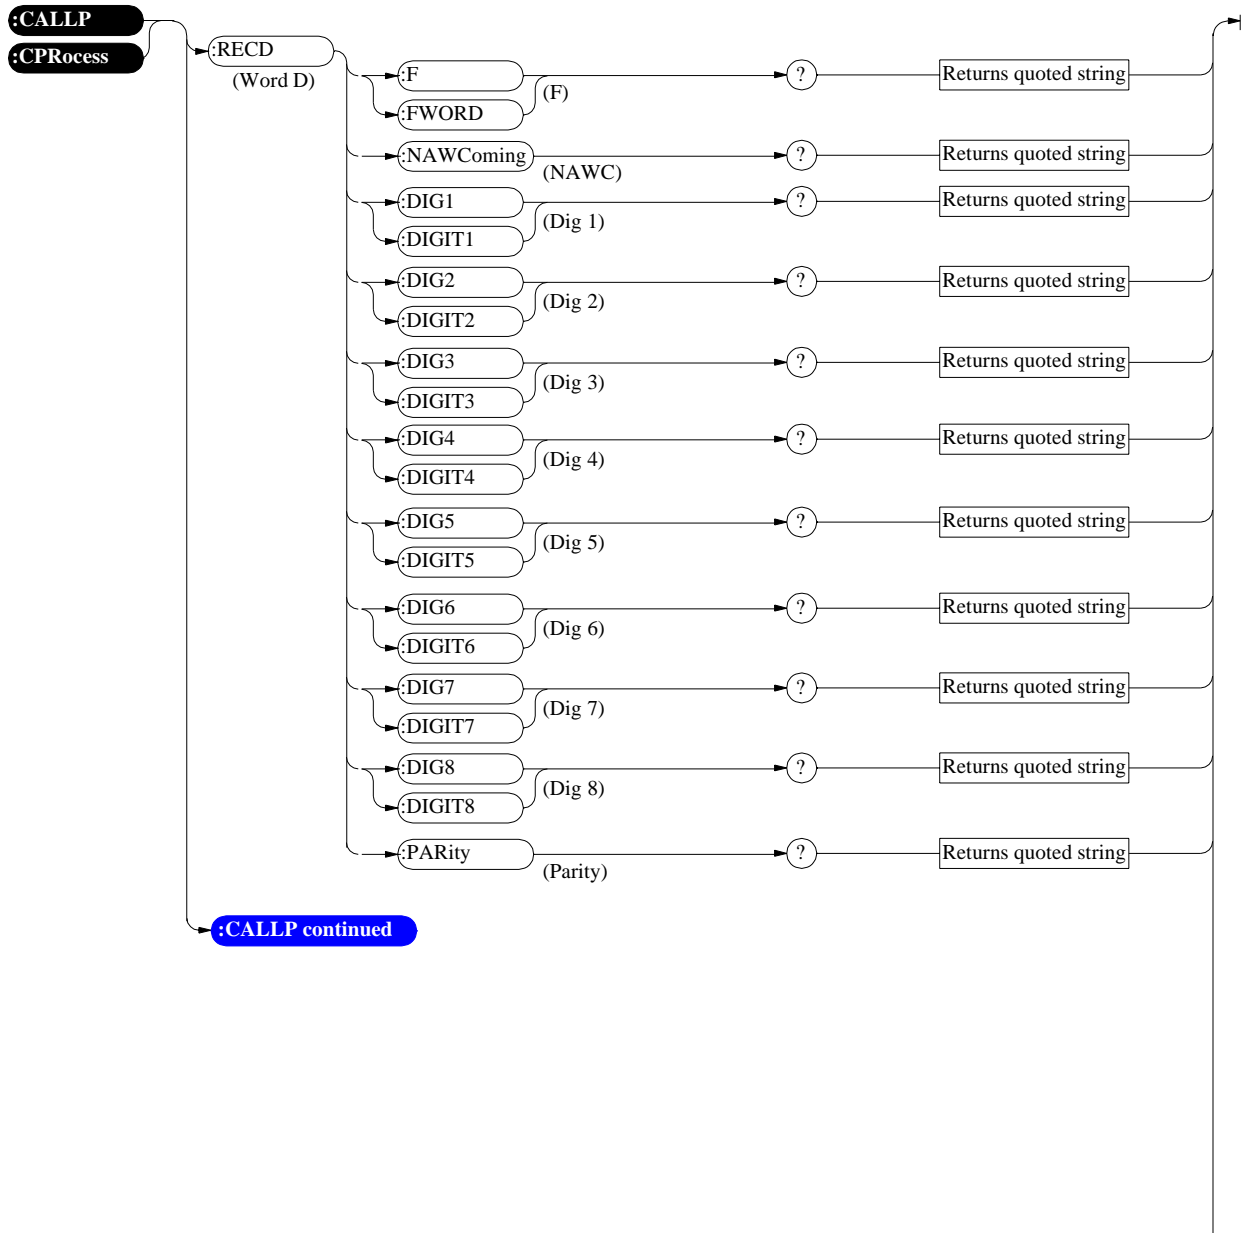 :CALLP
:CPRocess
:RECD
(Word D)
:F
:FWORD
(F)
?
Returns quoted string
:NAWComing
(NAWC)
?
Returns quoted string
:DIG1
:DIGIT1
(Dig 1)
?
Returns quoted string
:DIG2
:DIGIT2
(Dig 2)
?
Returns quoted string
:DIG3
:DIGIT3
(Dig 3)
?
Returns quoted string
:DIG4
:DIGIT4
(Dig 4)
?
Returns quoted string
:DIG5
:DIGIT5
(Dig 5)
?
Returns quoted string
:DIG6
:DIGIT6
(Dig 6)
?
Returns quoted string
:DIG7
:DIGIT7
(Dig 7)
?
Returns quoted string
:DIG8
:DIGIT8
(Dig 8)
?
Returns quoted string
:PARity
(Parity)
?
Returns quoted string
:CALLP continued